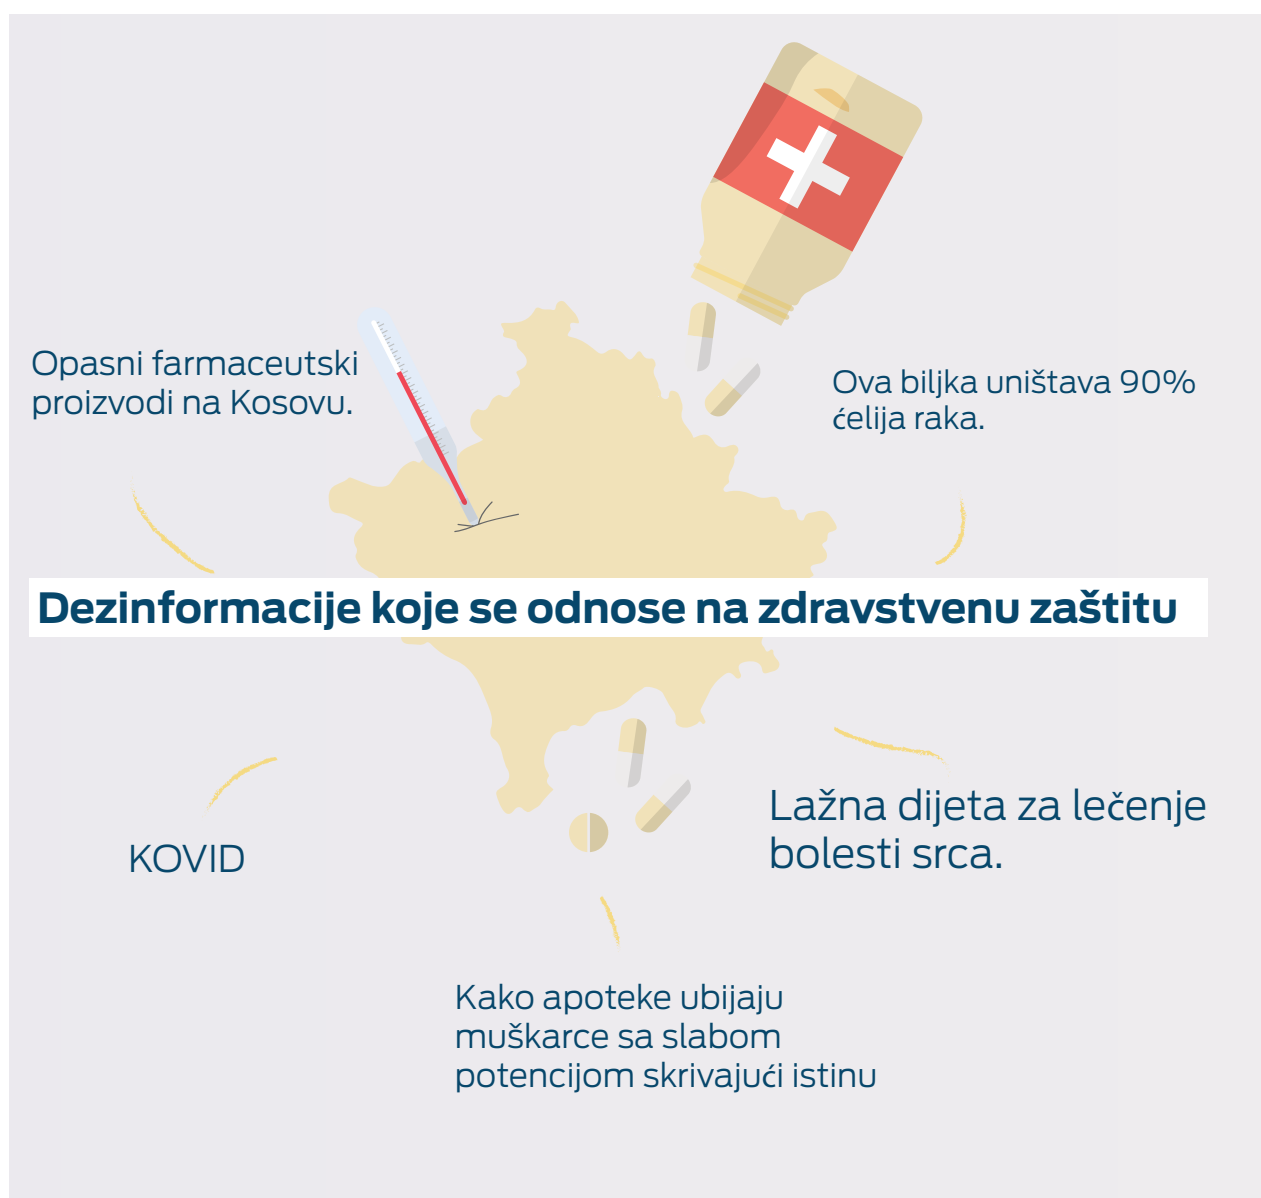 Opasni farmaceutski
proizvodi na Kosovu.
Ova biljka uništava 90%
ćelija raka.
Dezinformacije koje se odnose na zdravstvenu zaštitu
KOVID
Lažna dijeta za lečenje
bolesti srca.
Kako apoteke ubijaju
muškarce sa slabom
potencijom skrivajući istinu